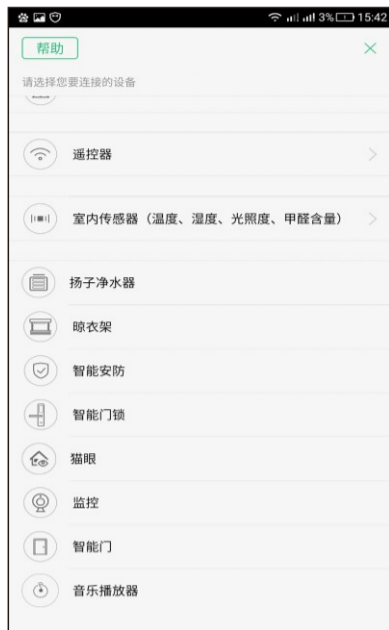 3% 15:42
帮助
请选择您要连接的设备
遥控器
室内传感器（温度、湿度、光照度、甲醛含量）
扬子净水器
晾衣架
智能安防
智能门锁
猫眼
监控
智能门
音乐播放器